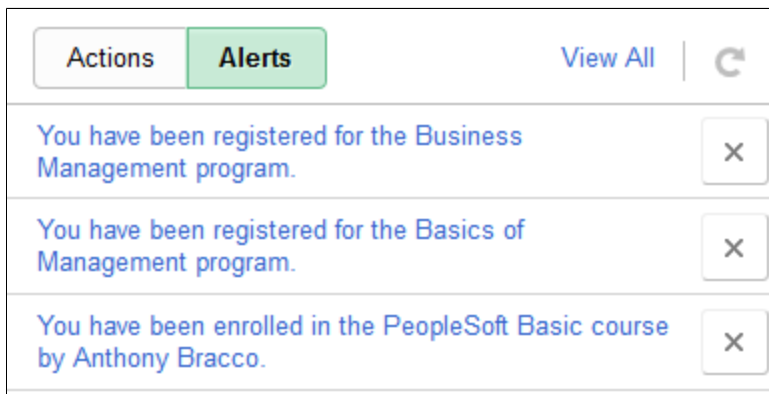 Actions Alerts View All
You have been registered for the Business
Management program.
You have been registered for the Basics of
Management program.
You have been enrolled in the PeopleSoft Basic course
by Anthony Bracco.